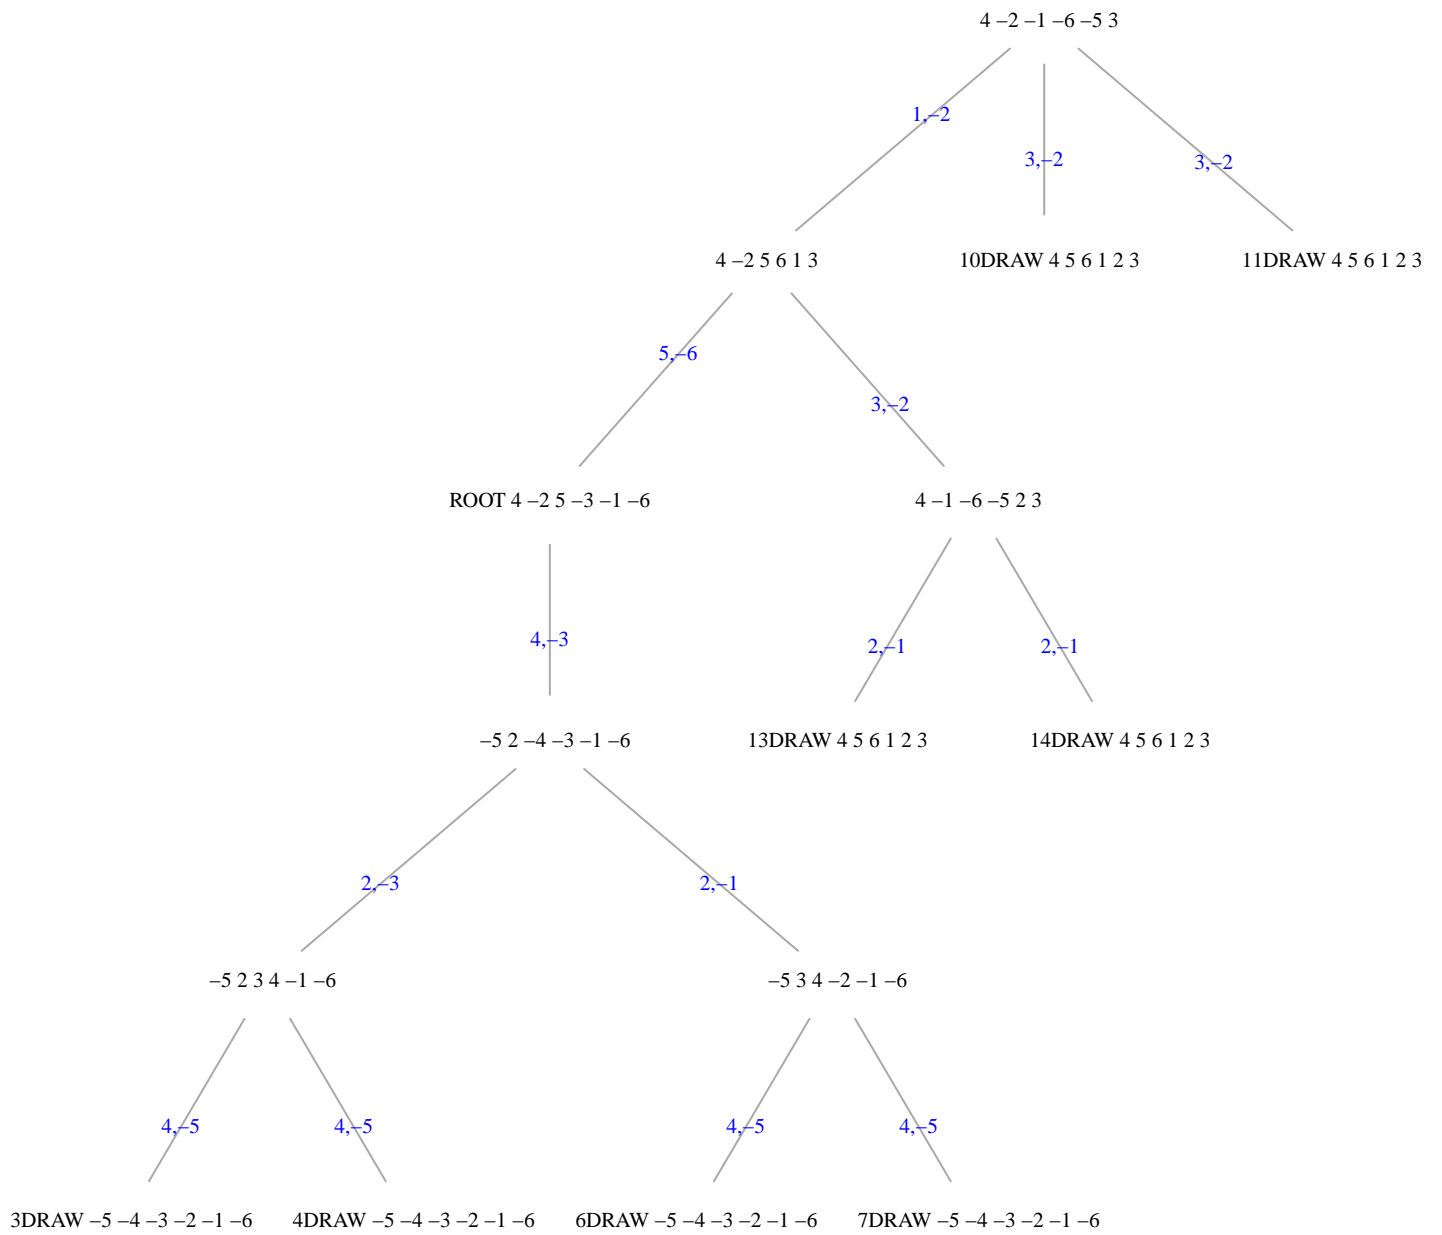 4 –2 –1 –6 –5 3
1,–2
3,–2
3,–2
4 –2 5 6 1 3
10DRAW 4 5 6 1 2 3
11DRAW 4 5 6 1 2 3
5,–6
3,–2
ROOT 4 –2 5 –3 –1 –6
4 –1 –6 –5 2 3
4,–3
2,–1
2,–1
–5 2 –4 –3 –1 –6
13DRAW 4 5 6 1 2 3
14DRAW 4 5 6 1 2 3
2,–3
2,–1
–5 2 3 4 –1 –6
–5 3 4 –2 –1 –6
4,–5
4,–5
4,–5
4,–5
3DRAW –5 –4 –3 –2 –1 –6
4DRAW –5 –4 –3 –2 –1 –6
6DRAW –5 –4 –3 –2 –1 –6
7DRAW –5 –4 –3 –2 –1 –6